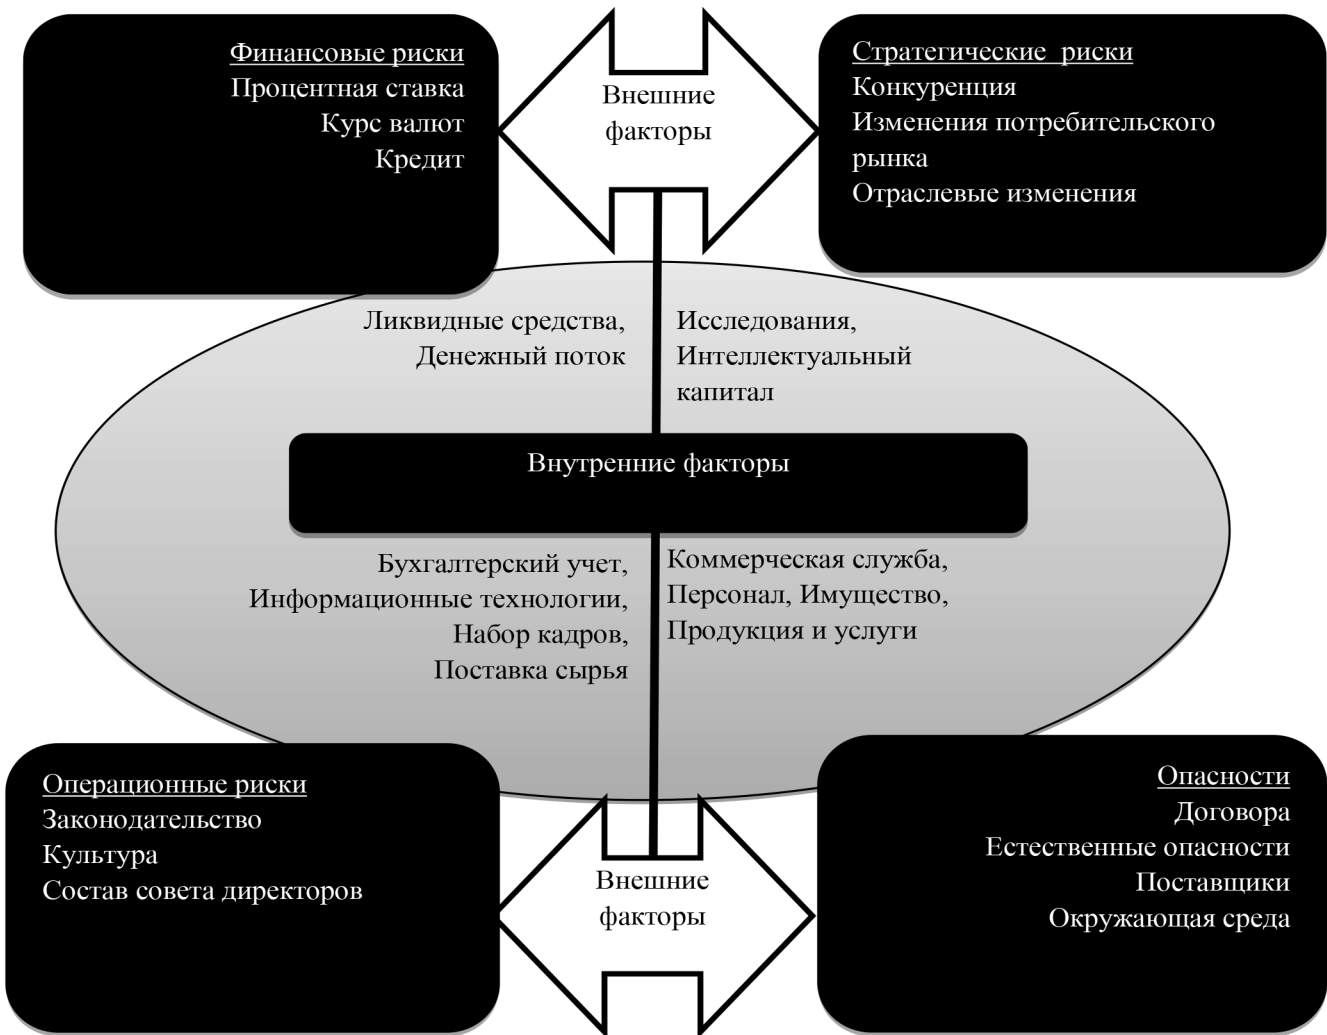 Финансовые риски
Процентная ставка
Курс валют
Кредит
Внешние
факторы
Стратегические риски
Конкуренция
Изменения потребительского
рынка
Отраслевые изменения
Ликвидные средства,
Денежный поток
Исследования,
Интеллектуальный
капитал
Внутренние факторы
Бухгалтерский учет,
Информационные технологии,
Набор кадров,
Поставка сырья
Коммерческая служба,
Персонал, Имущество,
Продукция и услуги
Операционные риски
Законодательство
Культура
Состав совета директоров
Внешние
факторы
Опасности
Договора
Естественные опасности
Поставщики
Окружающая среда